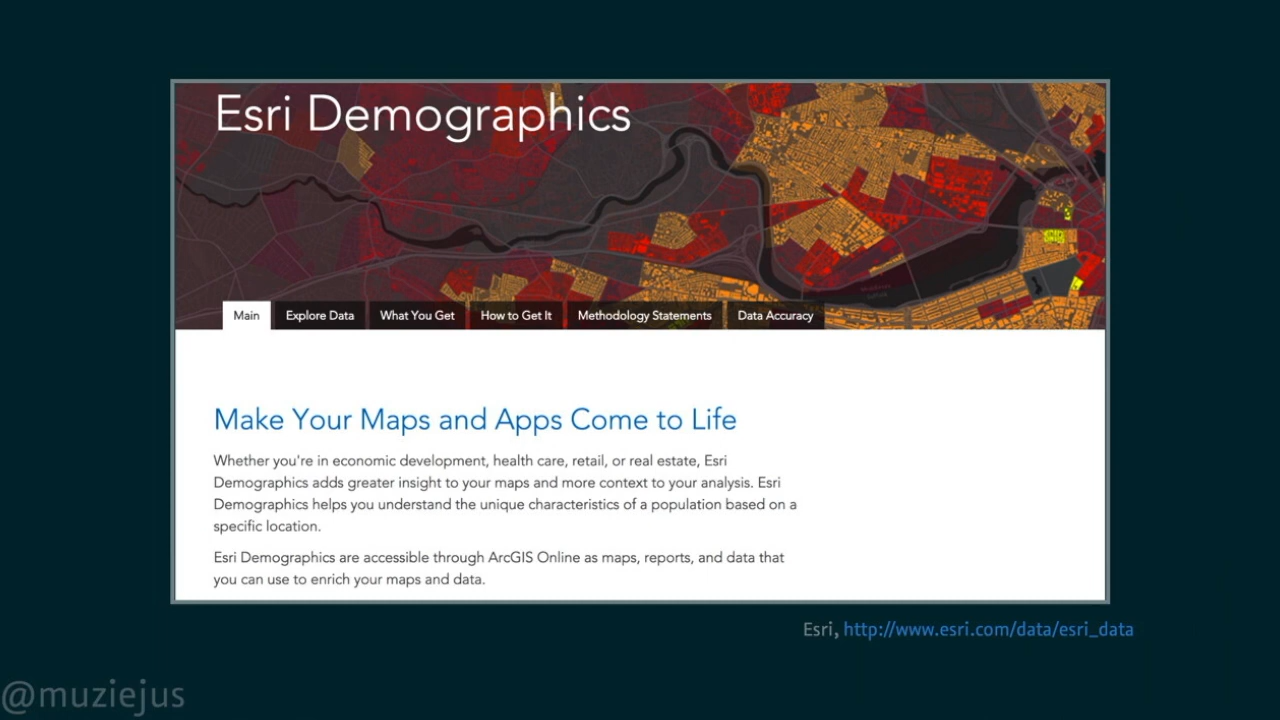 Esri Demographics
Main
Explore Data
What You Get
How to Get It
Methodology Statements
Data Accuracy
Make Your Maps and Apps Come to Life
Whether you're in economic development, health care, retail, or real estate, Esri
Demographics adds greater insight to your maps and more context to your analysis. Esri
Demographics helps you understand the unique characteristics of a population based on a
specific location.
Esri Demographics are accessible through ArcGIS Online as maps, reports, and data that
you can use to enrich your maps and data.
Esri, http://www.esri.com/data/esri_data
@muziejus